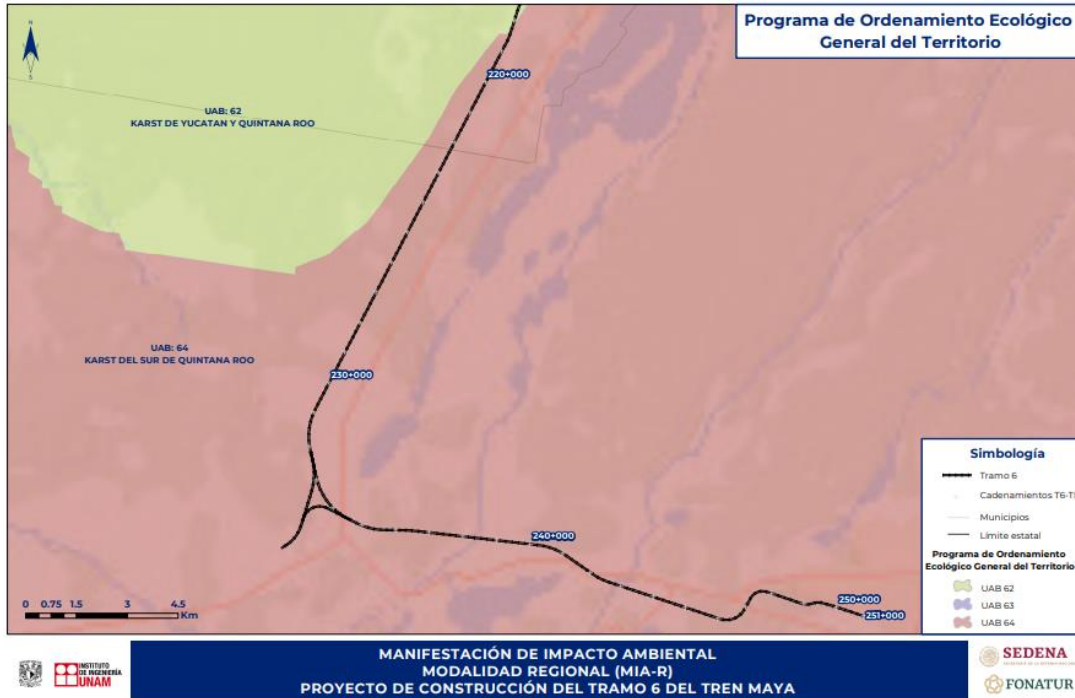 Programa de Ordenamiento Ecológico
General del Territorio
N
S
220+000
UAB: 62
KARST DE YUCATAN Y QUINTANA ROO
UAB: 64
KARST DEL SUR DE QUINTANA ROO
230+000
240+000
250+000
251+000
0 0.75 1.5 3 4.5
Km
Simbología
Tramo 6
Cadenamientos T6-T
Municipios
Límite estatal
Programa de Ordenamiento
Ecológico General del Territorio
UAB 62
UAB 63
UAB 64
INSTITUTO
DE INGENIERÍA
UNAM
MANIFESTACIÓN DE IMPACTO AMBIENTAL
MODALIDAD REGIONAL (MIA-R)
PROYECTO DE CONSTRUCCIÓN DEL TRAMO 6 DEL TREN MAYA
SEDENA
FONATUR